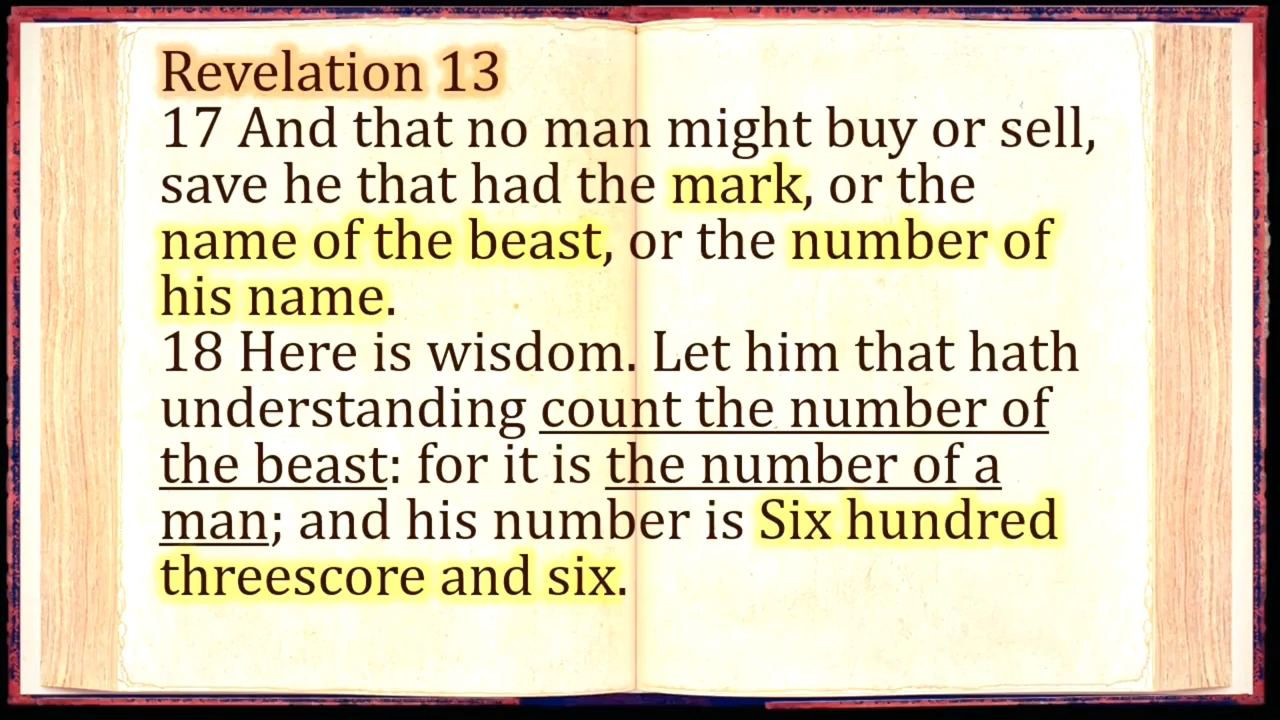 Revelation 13
17 And that no man might buy or sell,
save he that had the mark, or the
name of the beast, or the number of
his name.
18 Here is wisdom. Let him that hath
understanding count the number of
the beast: for it is the number of a
man; and his number is Six hundred
threescore and six.